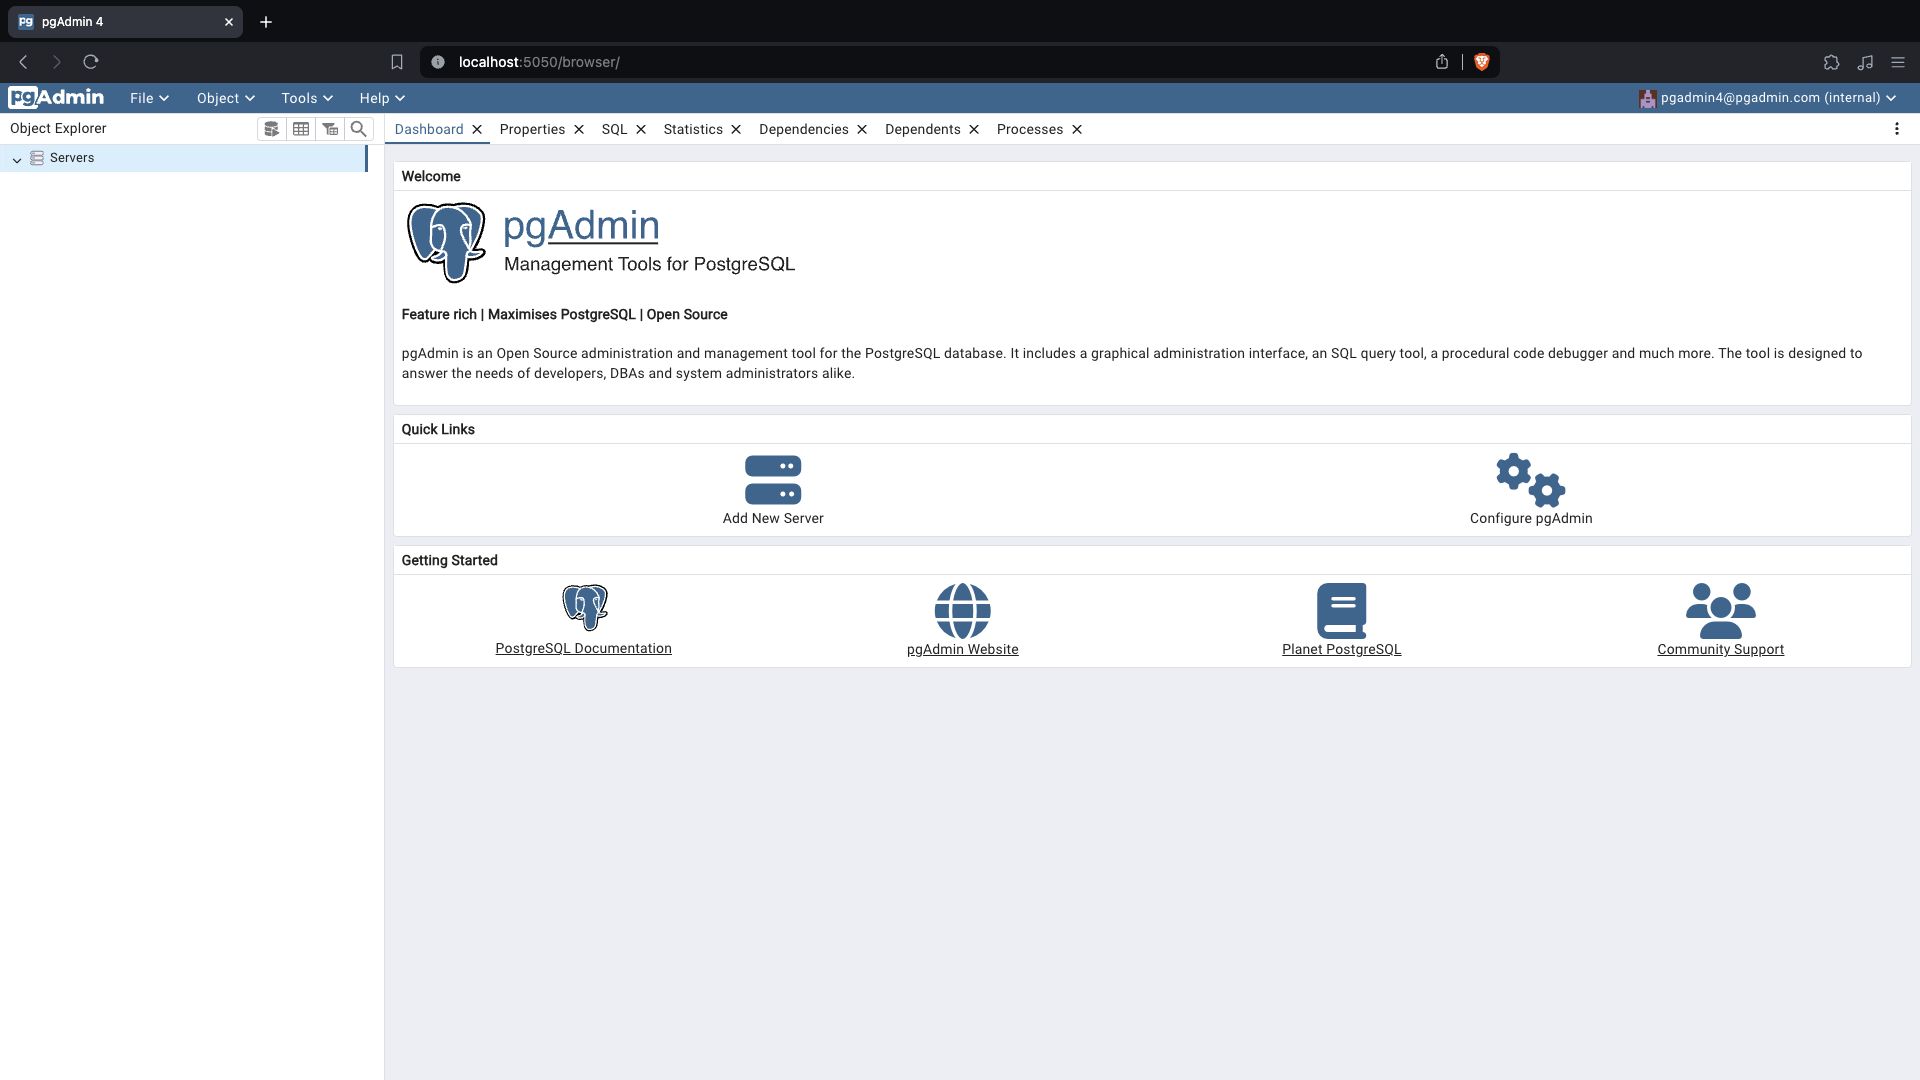 pgAdmin 4
localhost:5050/browser/
pgAdmin File Object Tools Help pgadmin4@pgadmin.com (internal)
Object Explorer
Servers
Dashboard Properties SQL Statistics Dependencies Dependents Processes
Welcome
pgAdmin
Management Tools for PostgreSQL
Feature rich | Maximises PostgreSQL | Open Source
pgAdmin is an Open Source administration and management tool for the PostgreSQL database. It includes a graphical administration interface, an SQL query tool, a procedural code debugger and much more. The tool is designed to
answer the needs of developers, DBAs and system administrators alike.
Quick Links
Add New Server Configure pgAdmin
Getting Started
PostgreSQL Documentation pgAdmin Website Planet PostgreSQL Community Support